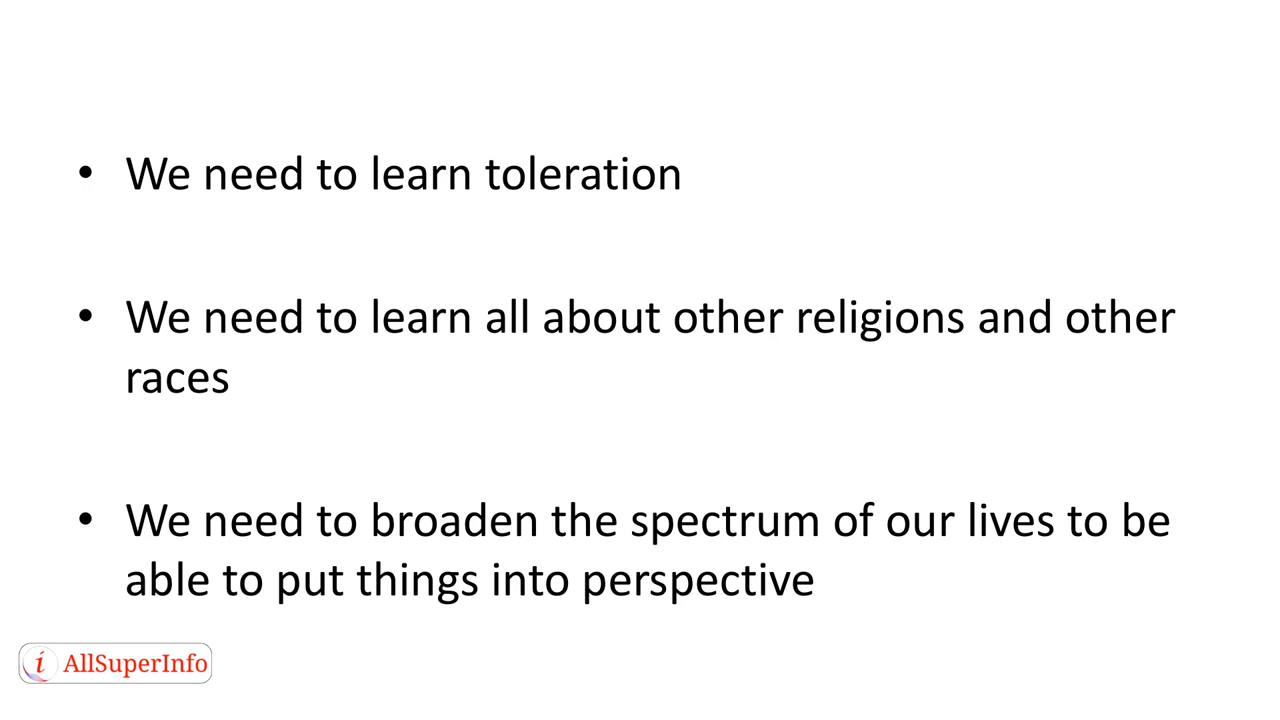 • We need to learn toleration
• We need to learn all about other religions and other
races
• We need to broaden the spectrum of our lives to be
able to put things into perspective
i AllSuperInfo